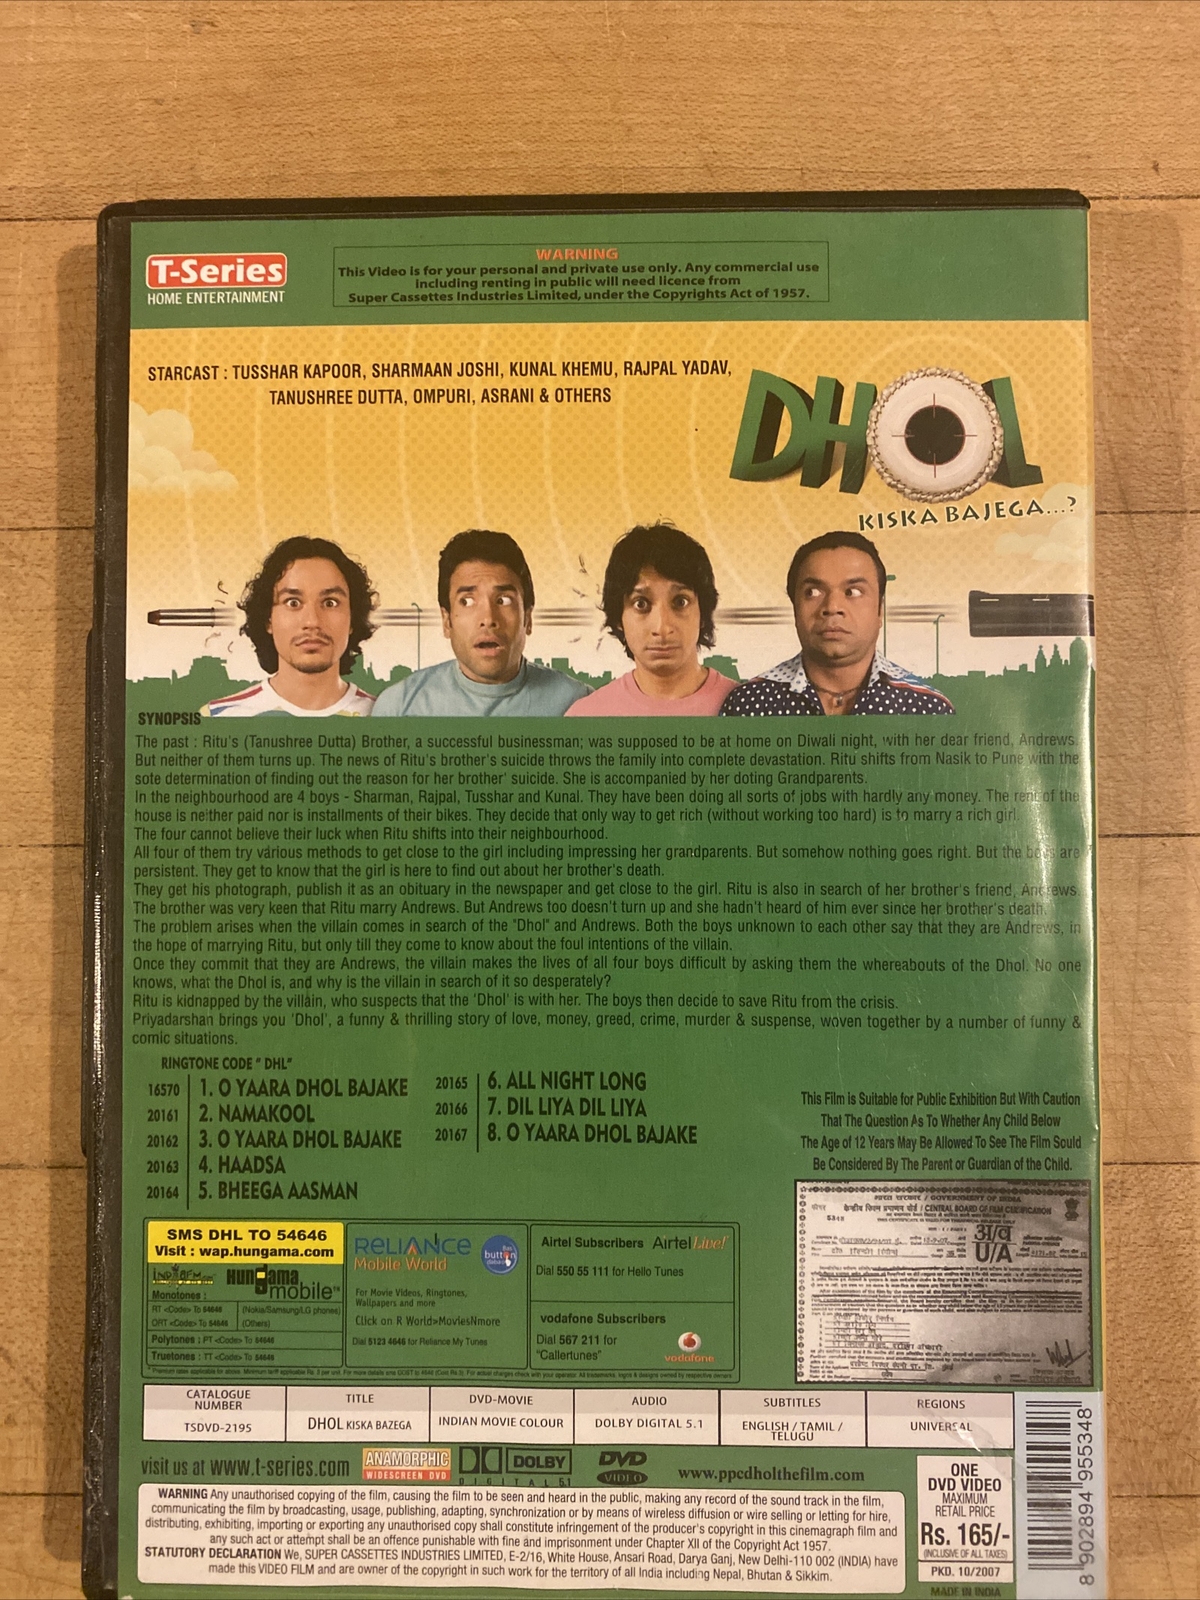 T-Series
HOME ENTERTAINMENT
WARNING
This Video is for your personal and private use only. Any commercial use
including renting in public will need licence from
Super Cassettes Industries Limited, under the Copyrights Act of 1957.
STARCAST : TUSSHAR KAPOOR, SHARMAAN JOSHI, KUNAL KHEMU, RAJPAL YADAV,
TANUSHREE DUTTA, OMPURI, ASRANI & OTHERS
DHOL
KISKA BAJEGA...?
SYNOPSIS
The past : Ritu's (Tanushree Dutta) Brother, a successful businessman; was supposed to be at home on Diwali night, with her dear friend, Andrews.
But neither of them turns up. The news of Ritu's brother's suicide throws the family into complete devastation. Ritu shifts from Nasik to Pune with the
sote determination of finding out the reason for her brother' suicide. She is accompanied by her doting Grandparents.
In the neighbourhood are 4 boys - Sharman, Rajpal, Tusshar and Kunal. They have been doing all sorts of jobs with hardly any money. The rent of the
house is neither paid nor is installments of their bikes. They decide that only way to get rich (without working too hard) is to marry a rich girl.
The four cannot believe their luck when Ritu shifts into their neighbourhood.
All four of them try various methods to get close to the girl including impressing her grandparents. But somehow nothing goes right. But the boys are
persistent. They get to know that the girl is here to find out about her brother's death.
They get his photograph, publish it as an obituary in the newspaper and get close to the girl. Ritu is also in search of her brother's friend, Andrews.
The brother was very keen that Ritu marry Andrews. But Andrews too doesn't turn up and she hadn't heard of him ever since her brother's death.
The problem arises when the villain comes in search of the "Dhol" and Andrews. Both the boys unknown to each other say that they are Andrews, in
the hope of marrying Ritu, but only till they come to know about the foul intentions of the villain.
Once they commit that they are Andrews, the villain makes the lives of all four boys difficult by asking them the whereabouts of the Dhol. No one
knows, what the Dhol is, and why is the villain in search of it so desperately?
Ritu is kidnapped by the villain, who suspects that the 'Dhol' is with her. The boys then decide to save Ritu from the crisis.
Priyadarshan brings you 'Dhol', a funny & thrilling story of love, money, greed, crime, murder & suspense, woven together by a number of funny &
comic situations.
RINGTONE CODE " DHL"
16570 1. O YAARA DHOL BAJAKE
20161 2. NAMAKOOL
20162 3. O YAARA DHOL BAJAKE
20163 4. HAADSA
20164 5. BHEEGA AASMAN
20165 6. ALL NIGHT LONG
20166 7. DIL LIYA DIL LIYA
20167 8. O YAARA DHOL BAJAKE
This Film is Suitable for Public Exhibition But With Caution
That The Question As To Whether Any Child Below
The Age of 12 Years May Be Allowed To See The Film Sould
Be Considered By The Parent or Guardian of the Child.
भारत सरकार / GOVERNMENT OF INDIA
केन्द्रीय फिल्म प्रमाणन बोर्ड / CENTRAL BOARD OF FILM CERTIFICATION
अ/व
U/A
SMS DHL TO 54646
Visit : wap.hungama.com
Hungama
mobile™
Monotones :
RT <Code> To 54646 (Nokia/Samsung/LG phones)
ORT <Code> To 54646 (Others)
Polytones : PT <Code> To 54646
Truetones : TT <Code> To 54646
RELIANCE
Mobile World
button
For Movie Videos, Ringtones,
Wallpapers and more
Click on R World>MoviesNmore
Dial 5123 4646 for Reliance My Tunes
Airtel Subscribers Airtel Live!
Dial 550 55 111 for Hello Tunes
vodafone Subscribers
Dial 567 211 for
"Callertunes"
vodafone
CATALOGUE
NUMBER
TSDVD-2195
TITLE
DHOL KISKA BAZEGA
DVD-MOVIE
INDIAN MOVIE COLOUR
AUDIO
DOLBY DIGITAL 5.1
SUBTITLES
ENGLISH / TAMIL /
TELUGU
REGIONS
UNIVERSAL
visit us at www.t-series.com
ANAMORPHIC
WIDESCREEN DVD
DOLBY
DIGITAL 5.1
DVD
VIDEO
www.ppcdholthefilm.com
WARNING Any unauthorised copying of the film, causing the film to be seen and heard in the public, making any record of the sound track in the film,
communicating the film by broadcasting, usage, publishing, adapting, synchronization or by means of wireless diffusion or wire selling or letting for hire,
distributing, exhibiting, importing or exporting any unauthorised copy shall constitute infringement of the producer's copyright in this cinemagraph film and
any such act or attempt shall be an offence punishable with fine and imprisonment under Chapter XII of the Copyright Act 1957.
STATUTORY DECLARATION We, SUPER CASSETTES INDUSTRIES LIMITED, E-2/16, White House, Ansari Road, Darya Ganj, New Delhi-110 002 (INDIA) have
made this VIDEO FILM and are owner of the copyright in such work for the territory of all India including Nepal, Bhutan & Sikkim.
ONE
DVD VIDEO
MAXIMUM
RETAIL PRICE
Rs. 165/-
(INCLUSIVE OF ALL TAXES)
PKD. 10/2007
MADE IN INDIA
8 902894 955348